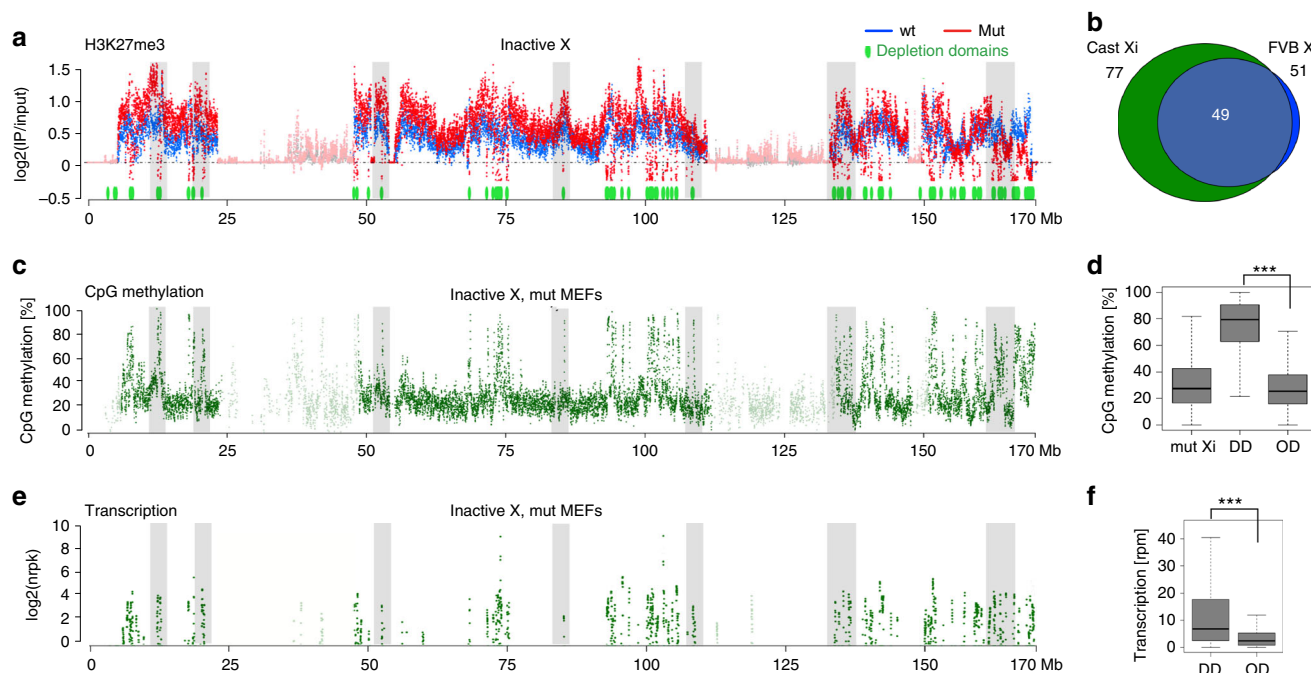 a
H3K27me3
Inactive X
wt
Mut
Depletion domains
log2(IP/input)
1.5
1.0
0.5
0
−0.5
0 25 50 75 100 125 150 170 Mb
b
Cast Xi
77
49
FVB X
51
c
CpG methylation
Inactive X, mut MEFs
CpG methylation [%]
100
80
60
40
20
0
0 25 50 75 100 125 150 170 Mb
d
***
CpG methylation [%]
100
80
60
40
20
0
mut Xi DD OD
e
Transcription
Inactive X, mut MEFs
log2(nrpk)
10
8
6
4
2
0
0 25 50 75 100 125 150 170 Mb
f
***
Transcription [rpm]
40
30
20
10
0
DD OD